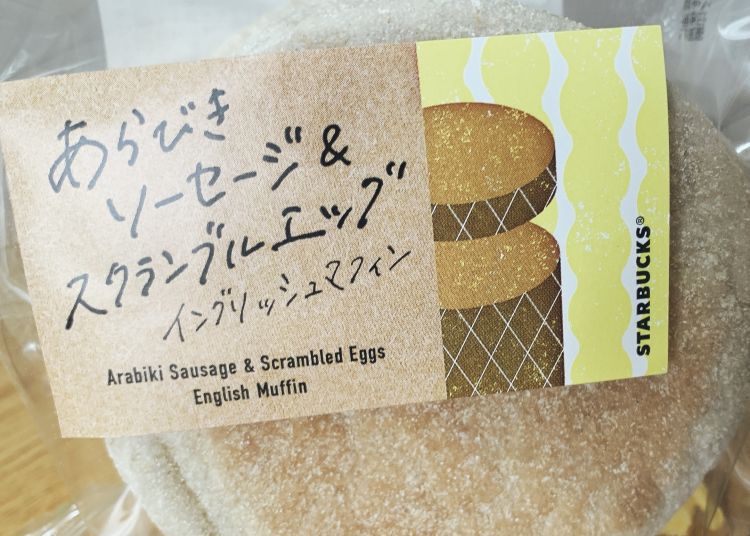 あらびき
ソーセージ&
スクランブルエッグ
イングリッシュマフィン
Arabiki Sausage & Scrambled Eggs
English Muffin
STARBUCKS®